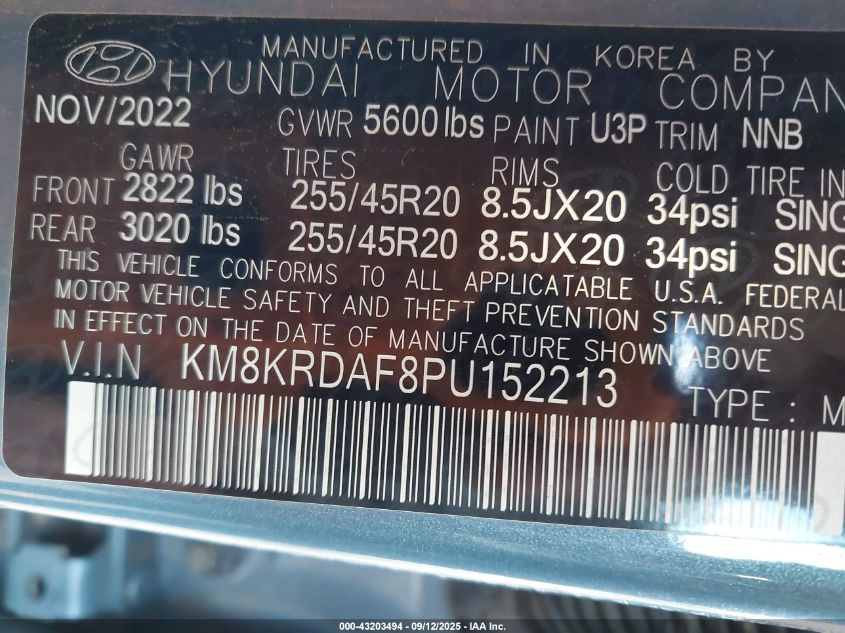 MANUFACTURED IN KOREA BY
HYUNDAI MOTOR COMPAN
NOV/2022 GVWR 5600 lbs PAINT U3P TRIM NNB
GAWR TIRES RIMS COLD TIRE IN
FRONT 2822 lbs 255/45R20 8.5JX20 34psi SING
REAR 3020 lbs 255/45R20 8.5JX20 34psi SING
THIS VEHICLE CONFORMS TO ALL APPLICATABLE U.S.A. FEDERAL
MOTOR VEHICLE SAFETY AND THEFT PREVENTION STANDARDS
IN EFFECT ON THE DATE OF MANUFACTURE SHOWN ABOVE
V.I.N KM8KRDAF8PU152213
TYPE : M
000-43203494 - 09/12/2025 - IAA Inc.